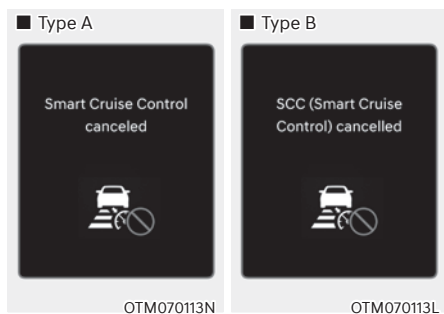 ■ Type A
Smart Cruise Control
canceled
OTM070113N
■ Type B
SCC (Smart Cruise
Control) cancelled
OTM070113L